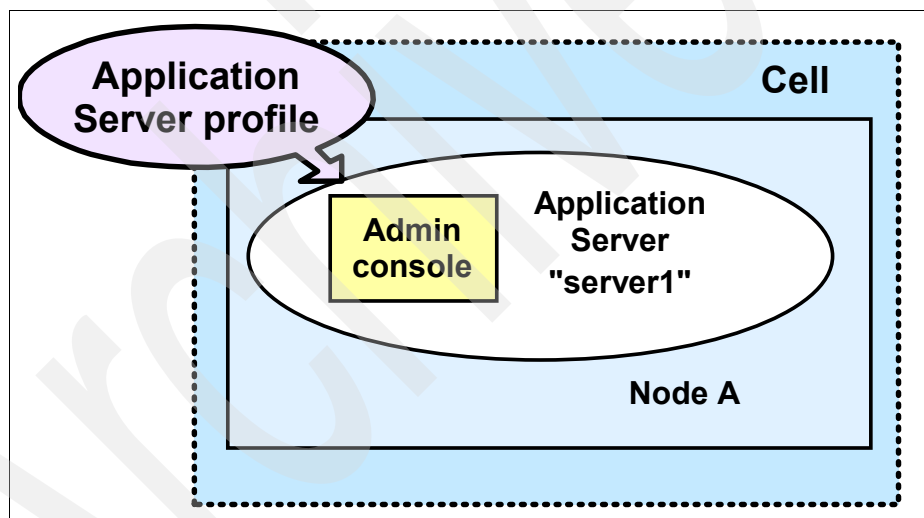 Application
Server profile
Cell
Admin
console
Application
Server
"server1"
Node A